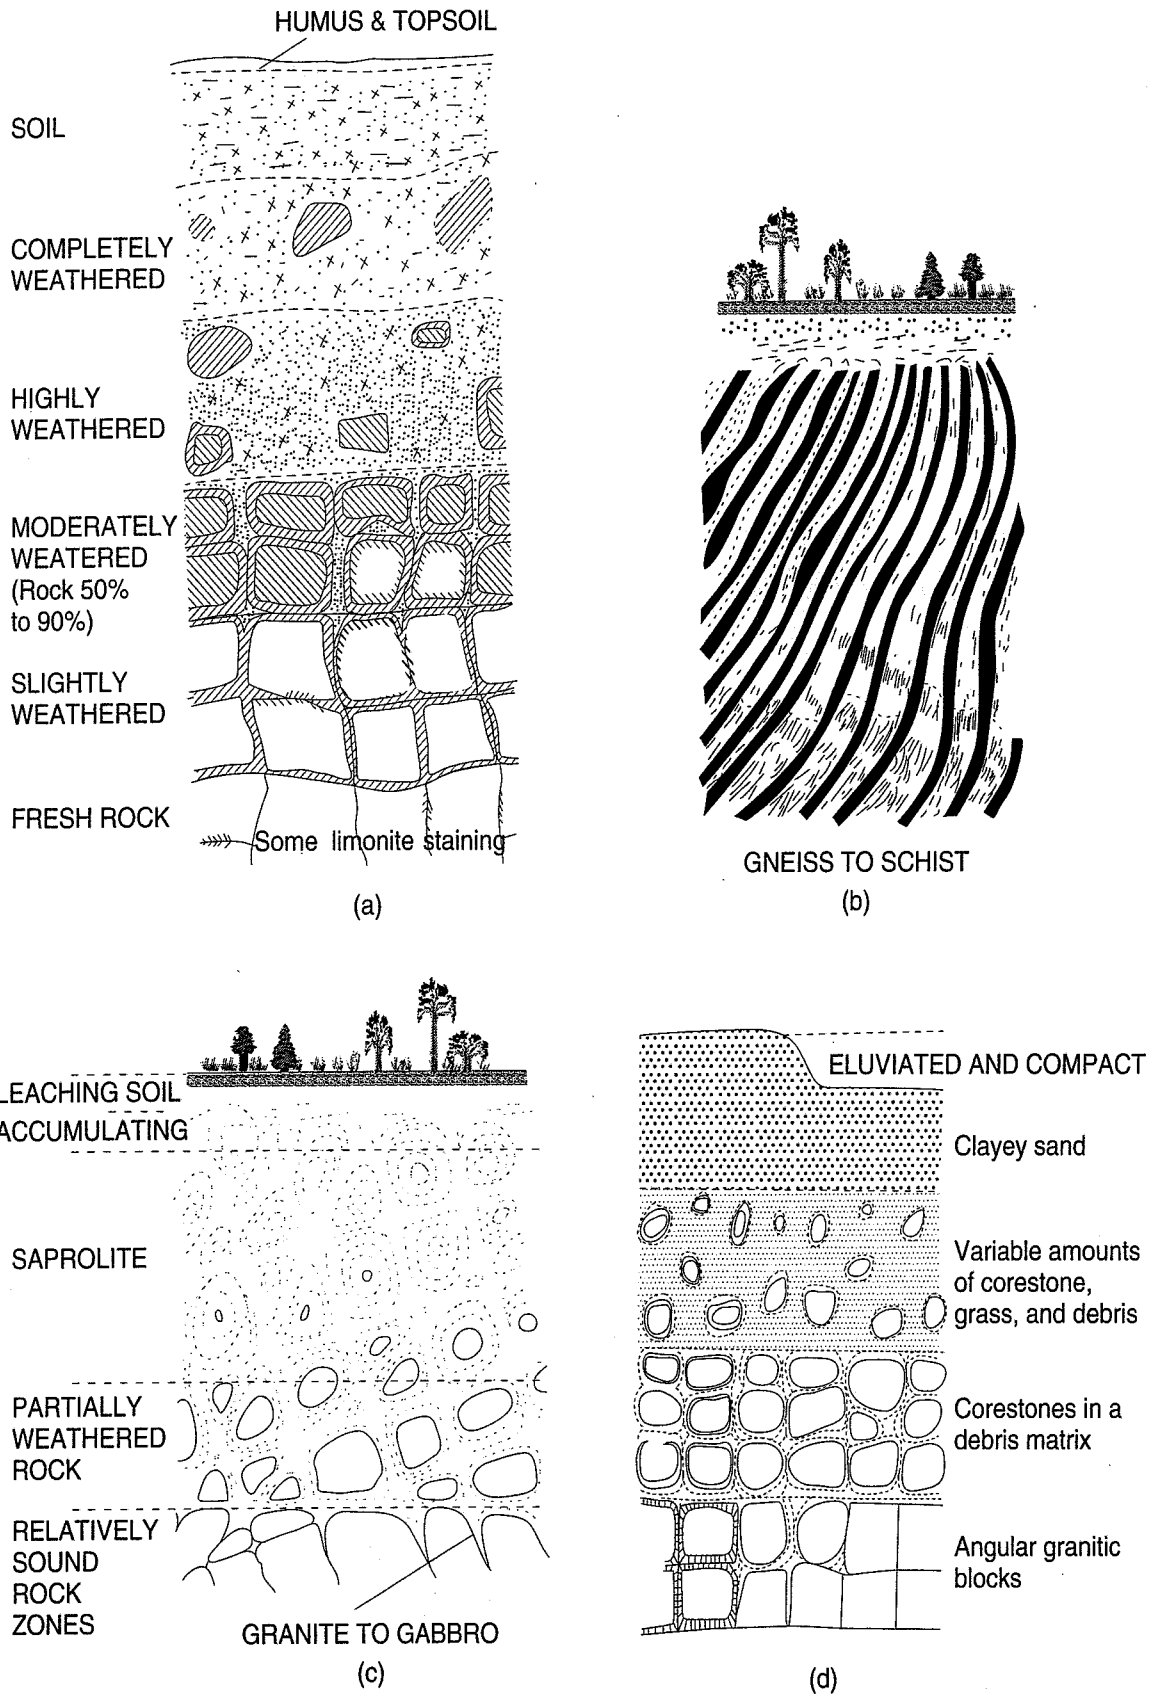 HUMUS & TOPSOIL
SOIL
COMPLETELY
WEATHERED
HIGHLY
WEATHERED
MODERATELY
WEATERED
(Rock 50%
to 90%)
SLIGHTLY
WEATHERED
FRESH ROCK
Some limonite staining
(a)
GNEISS TO SCHIST
(b)
LEACHING SOIL
ACCUMULATING
SAPROLITE
PARTIALLY
WEATHERED
ROCK
RELATIVELY
SOUND
ROCK
ZONES
GRANITE TO GABBRO
(c)
ELUVIATED AND COMPACT
Clayey sand
Variable amounts
of corestone,
grass, and debris
Corestones in a
debris matrix
Angular granitic
blocks
(d)